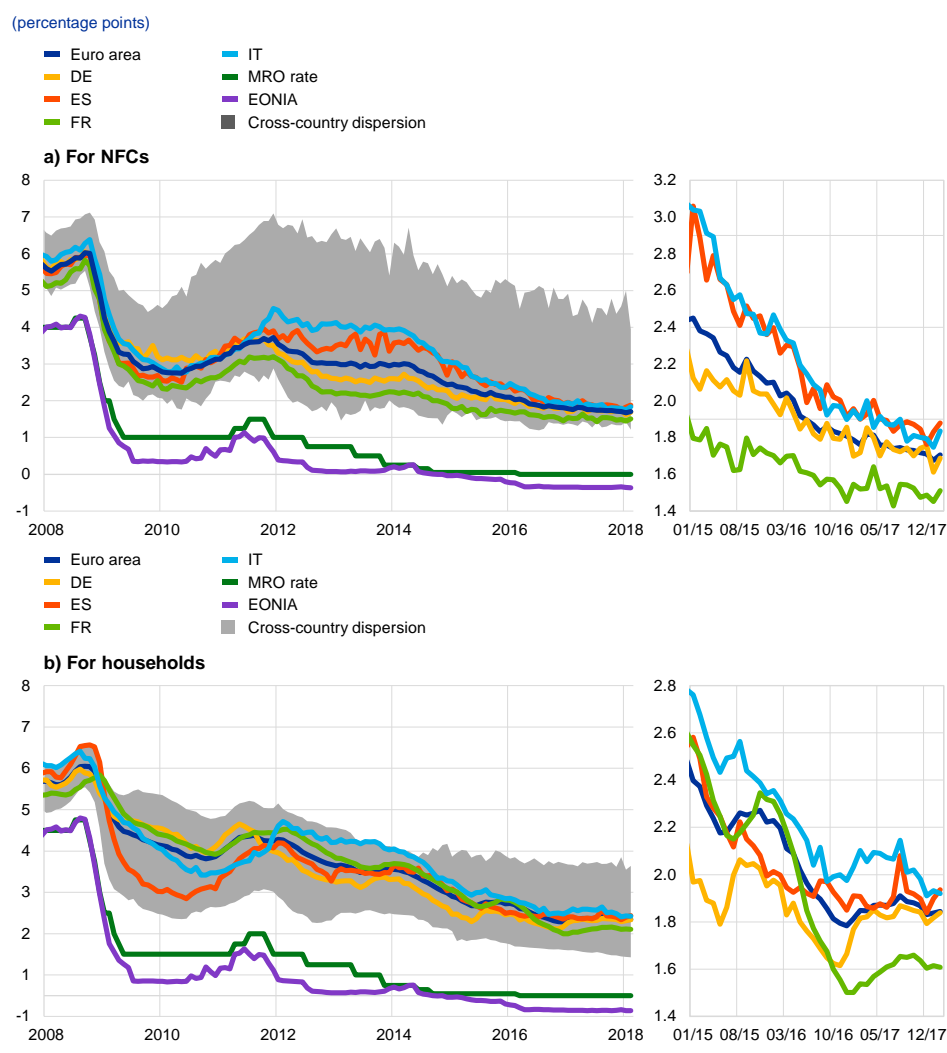 (percentage points)
Euro area IT
DE MRO rate
ES EONIA
FR Cross-country dispersion
a) For NFCs
8 3.2
7 3.0
6 2.8
5 2.6
4 2.4
3 2.2
2 2.0
1 1.8
0 1.6
-1 1.4
2008 2010 2012 2014 2016 2018 01/15 08/15 03/16 10/16 05/17 12/17
Euro area IT
DE MRO rate
ES EONIA
FR Cross-country dispersion
b) For households
8 2.8
7 2.6
6 2.4
5 2.2
4 2.0
3 1.8
2 1.6
1 1.4
-1
2008 2010 2012 2014 2016 2018 01/15 08/15 03/16 10/16 05/17 12/17